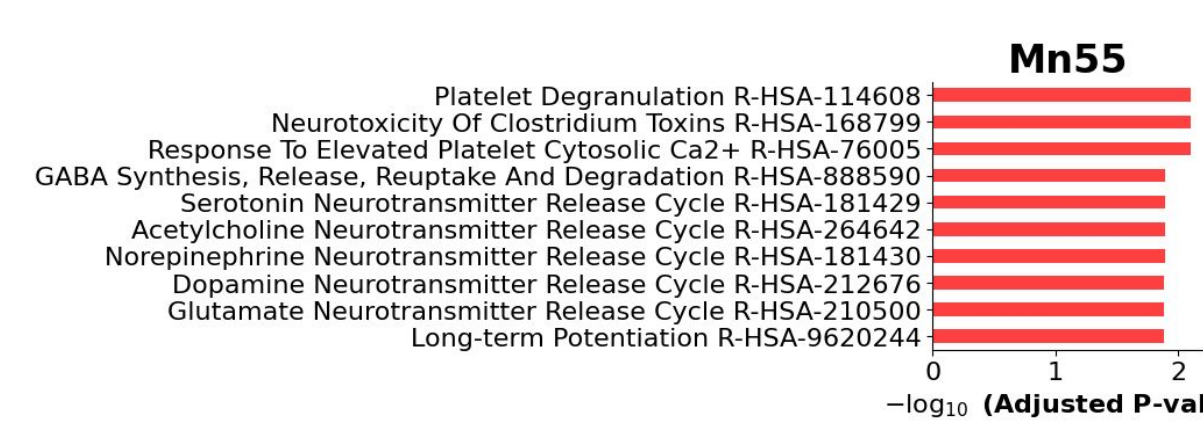 Mn55
Platelet Degranulation R-HSA-114608
Neurotoxicity Of Clostridium Toxins R-HSA-168799
Response To Elevated Platelet Cytosolic Ca2+ R-HSA-76005
GABA Synthesis, Release, Reuptake And Degradation R-HSA-888590
Serotonin Neurotransmitter Release Cycle R-HSA-181429
Acetylcholine Neurotransmitter Release Cycle R-HSA-264642
Norepinephrine Neurotransmitter Release Cycle R-HSA-181430
Dopamine Neurotransmitter Release Cycle R-HSA-212676
Glutamate Neurotransmitter Release Cycle R-HSA-210500
Long-term Potentiation R-HSA-9620244
0 1 2
−log₁₀ (Adjusted